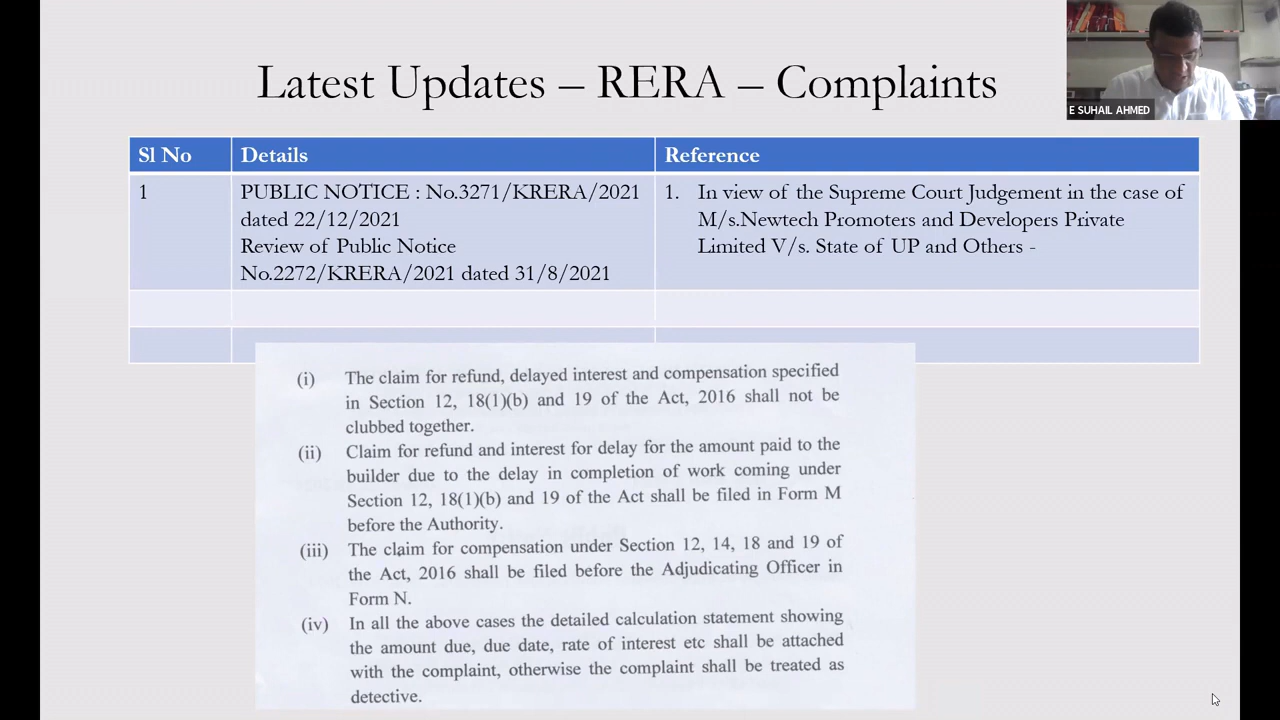 Latest Updates – RERA – Complaints
E SUHAIL AHMED
Sl No
Details
Reference
1
PUBLIC NOTICE : No.3271/KRERA/2021
dated 22/12/2021
Review of Public Notice
No.2272/KRERA/2021 dated 31/8/2021
1. In view of the Supreme Court Judgement in the case of
M/s.Newtech Promoters and Developers Private
Limited V/s. State of UP and Others -
(i) The claim for refund, delayed interest and compensation specified
in Section 12, 18(1)(b) and 19 of the Act, 2016 shall not be
clubbed together.
(ii) Claim for refund and interest for delay for the amount paid to the
builder due to the delay in completion of work coming under
Section 12, 18(1)(b) and 19 of the Act shall be filed in Form M
before the Authority.
(iii) The claim for compensation under Section 12, 14, 18 and 19 of
the Act, 2016 shall be filed before the Adjudicating Officer in
Form N.
(iv) In all the above cases the detailed calculation statement showing
the amount due, due date, rate of interest etc shall be attached
with the complaint, otherwise the complaint shall be treated as
detective.